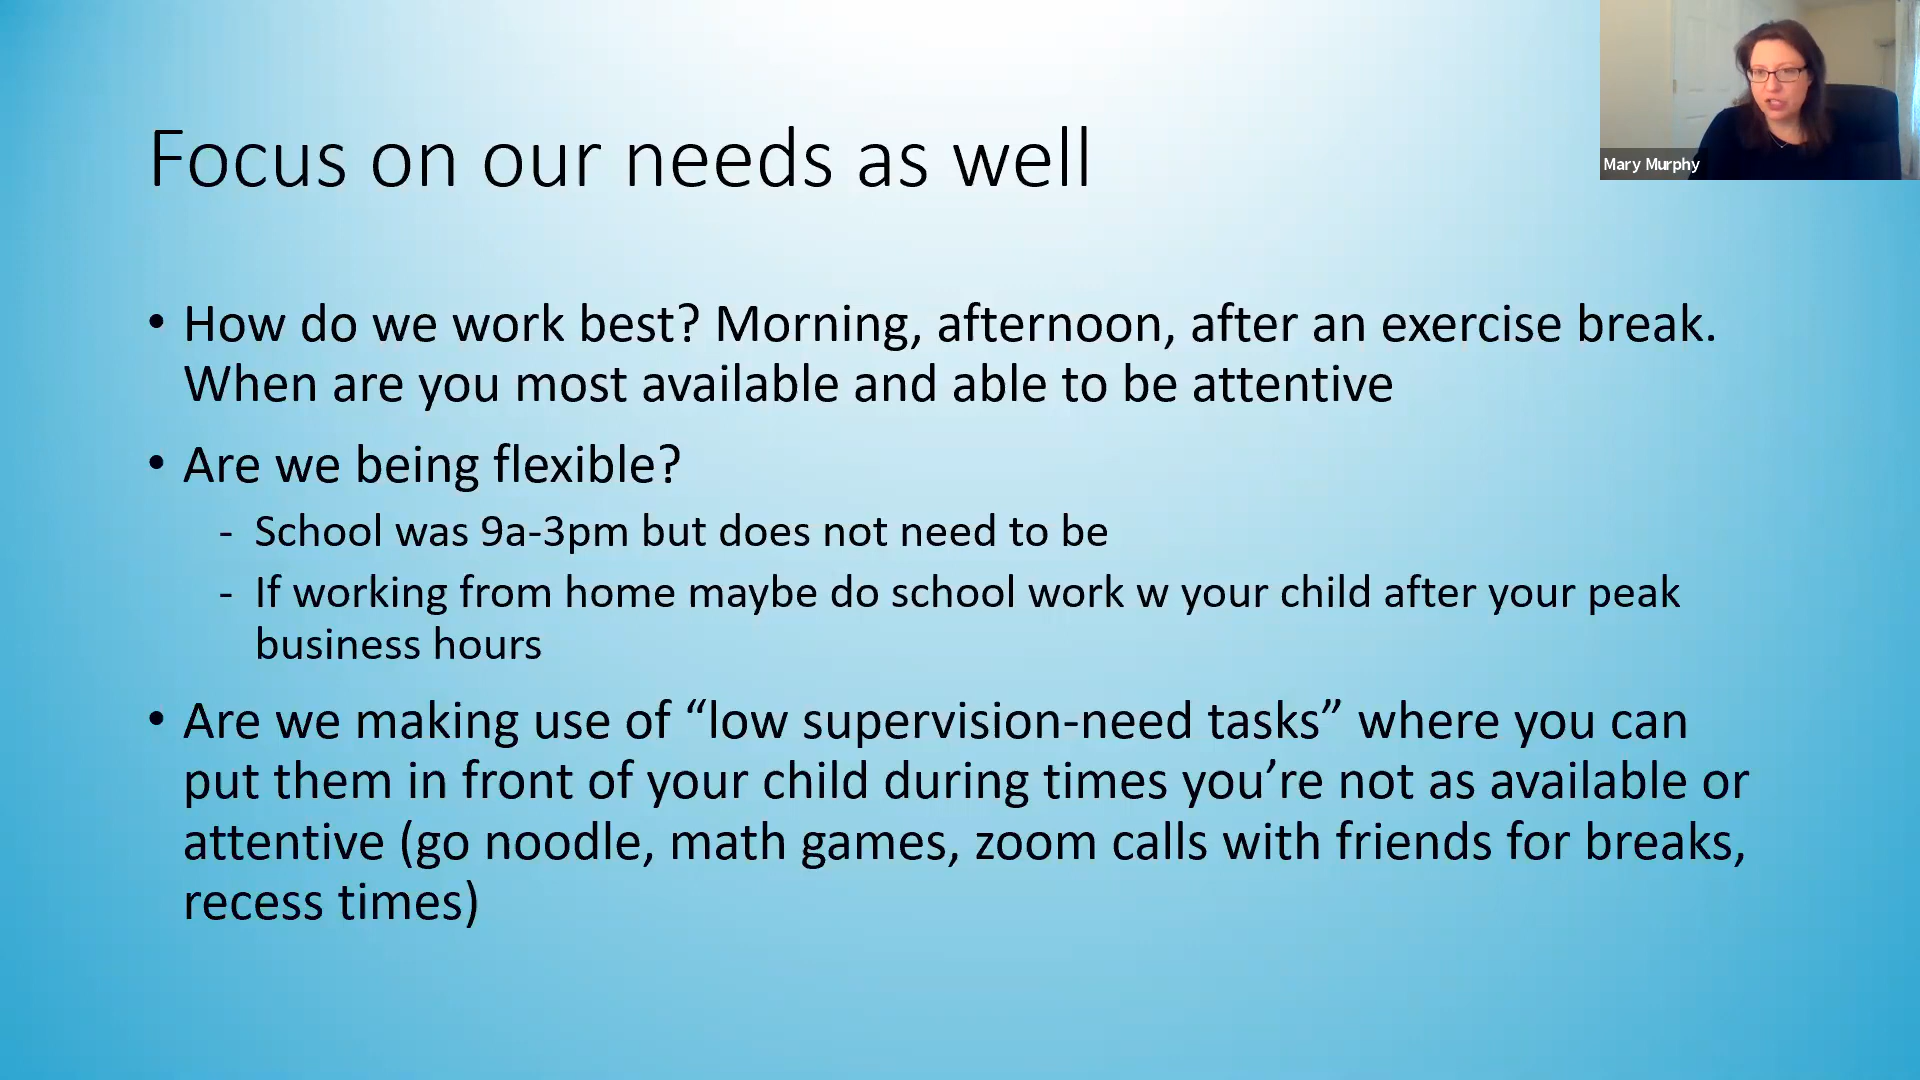 Focus on our needs as well
Mary Murphy
• How do we work best? Morning, afternoon, after an exercise break.
When are you most available and able to be attentive
• Are we being flexible?
- School was 9a-3pm but does not need to be
- If working from home maybe do school work w your child after your peak
business hours
• Are we making use of “low supervision-need tasks” where you can
put them in front of your child during times you’re not as available or
attentive (go noodle, math games, zoom calls with friends for breaks,
recess times)